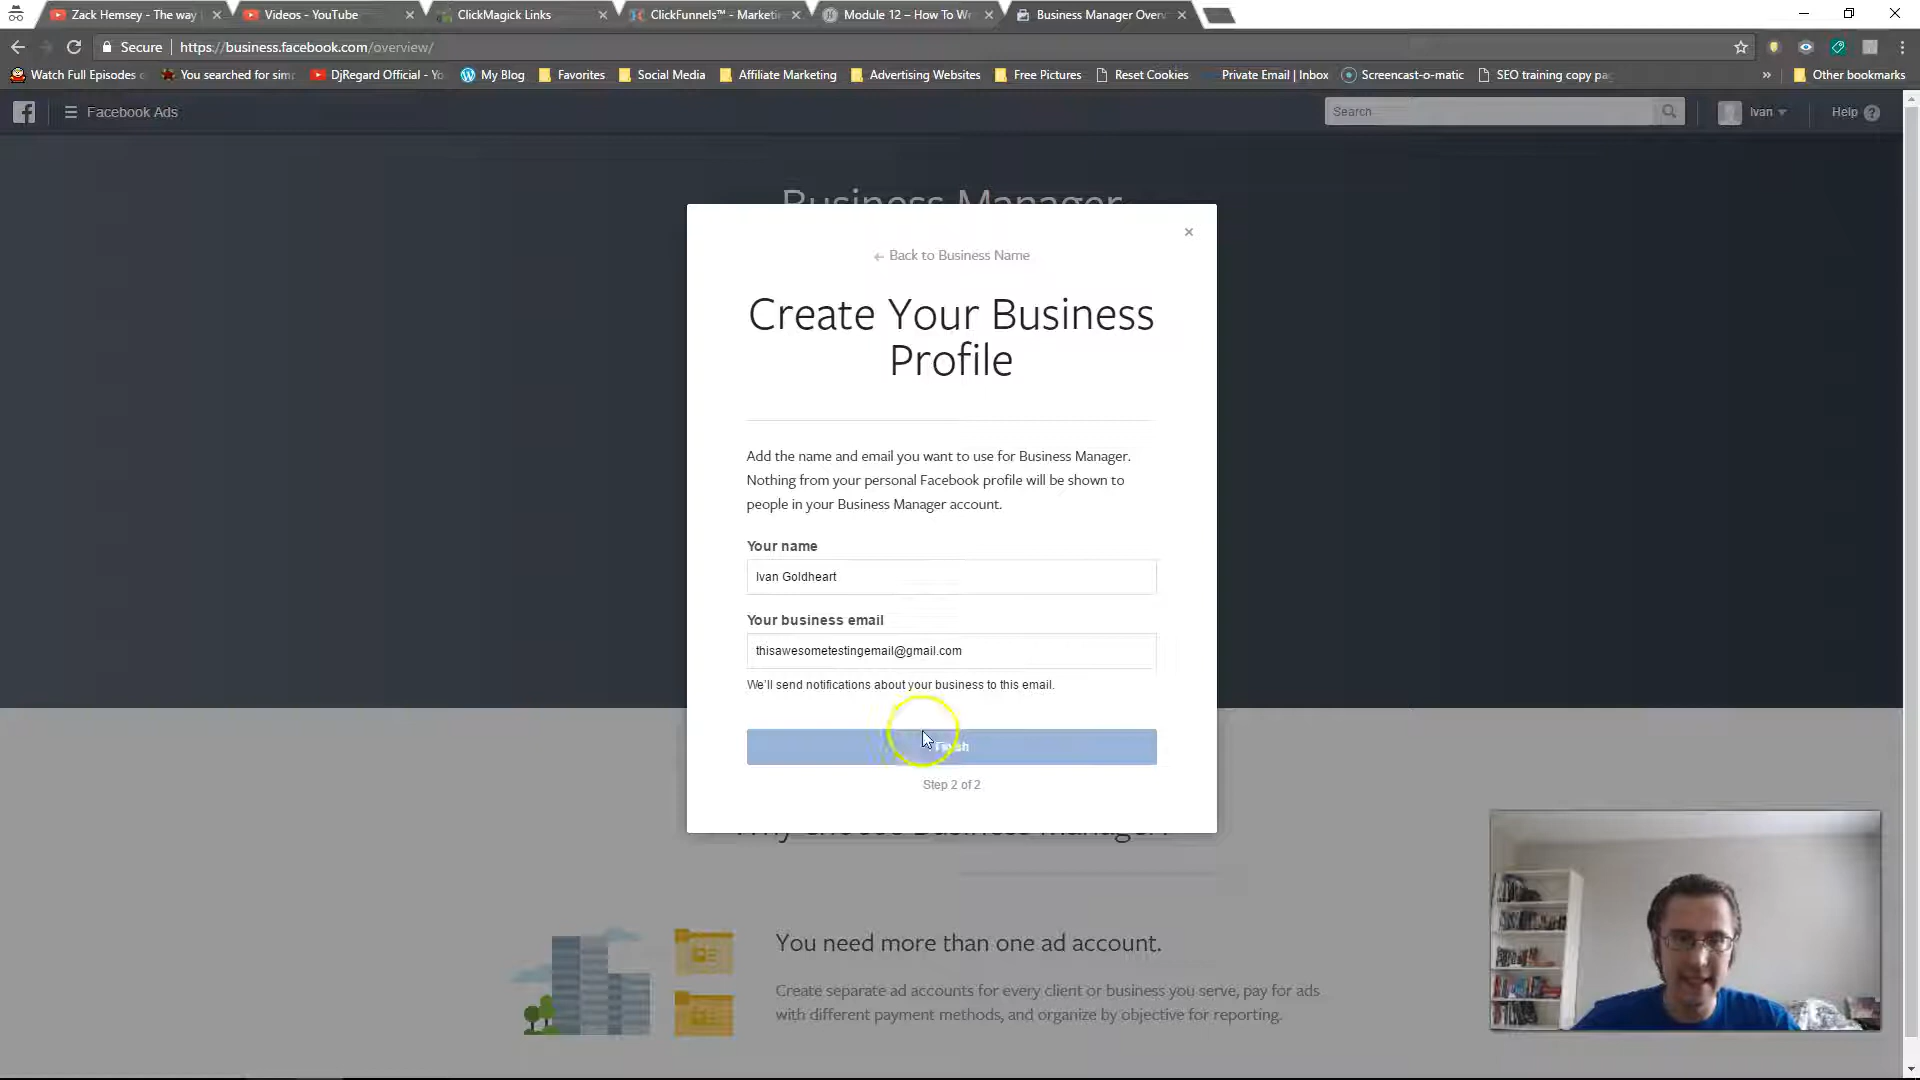 Zack Hemsey - The way
Videos - YouTube
ClickMagick Links
ClickFunnels™ - Marketi
Module 12 – How To W
Business Manager Over
Secure
https://business.facebook.com/overview/
Watch Full Episodes o
You searched for sim
DjRegard Official - Yo
My Blog
Favorites
Social Media
Affiliate Marketing
Advertising Websites
Free Pictures
Reset Cookies
Private Email | Inbox
Screencast-o-matic
SEO training copy pag
»
Other bookmarks
Facebook Ads
Search
Ivan
Help
Business Manager
← Back to Business Name
Create Your Business
Profile
Add the name and email you want to use for Business Manager.
Nothing from your personal Facebook profile will be shown to
people in your Business Manager account.
Your name
Ivan Goldheart
Your business email
thisawesometestingemail@gmail.com
We'll send notifications about your business to this email.
Finish
Step 2 of 2
Why choose Business Manager?
You need more than one ad account.
Create separate ad accounts for every client or business you serve, pay for ads
with different payment methods, and organize by objective for reporting.